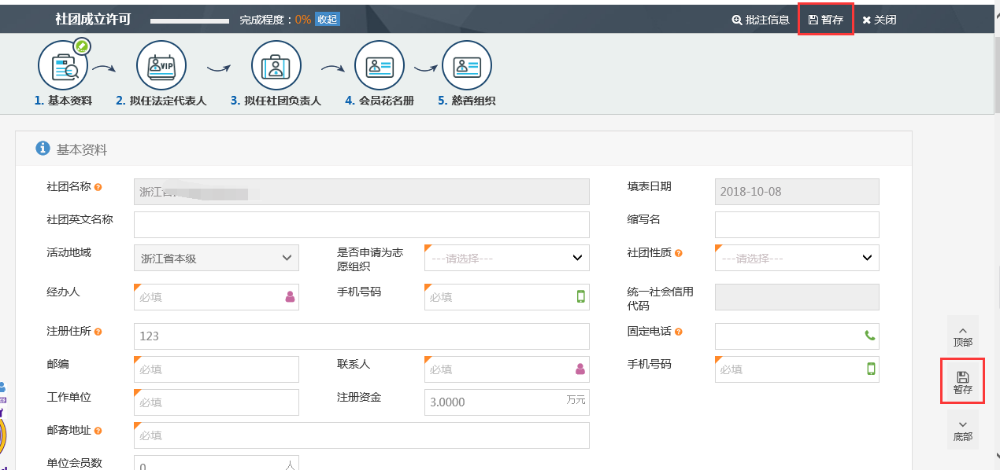 社团成立许可 完成程度：0% 收起 批注信息 暂存 关闭
VIP
1. 基本资料 2. 拟任法定代表人 3. 拟任社团负责人 4. 会员花名册 5. 慈善组织
基本资料
社团名称 浙江省 填表日期 2018-10-08
社团英文名称 缩写名
活动地域 浙江省本级 是否申请为志愿组织 ---请选择--- 社团性质 ---请选择---
经办人 必填 手机号码 必填 统一社会信用代码
注册住所 123 固定电话
顶部
邮编 必填 联系人 必填 手机号码 必填
暂存
工作单位 必填 注册资金 3.0000 万元
邮寄地址 必填
底部
单位会员数 0 人